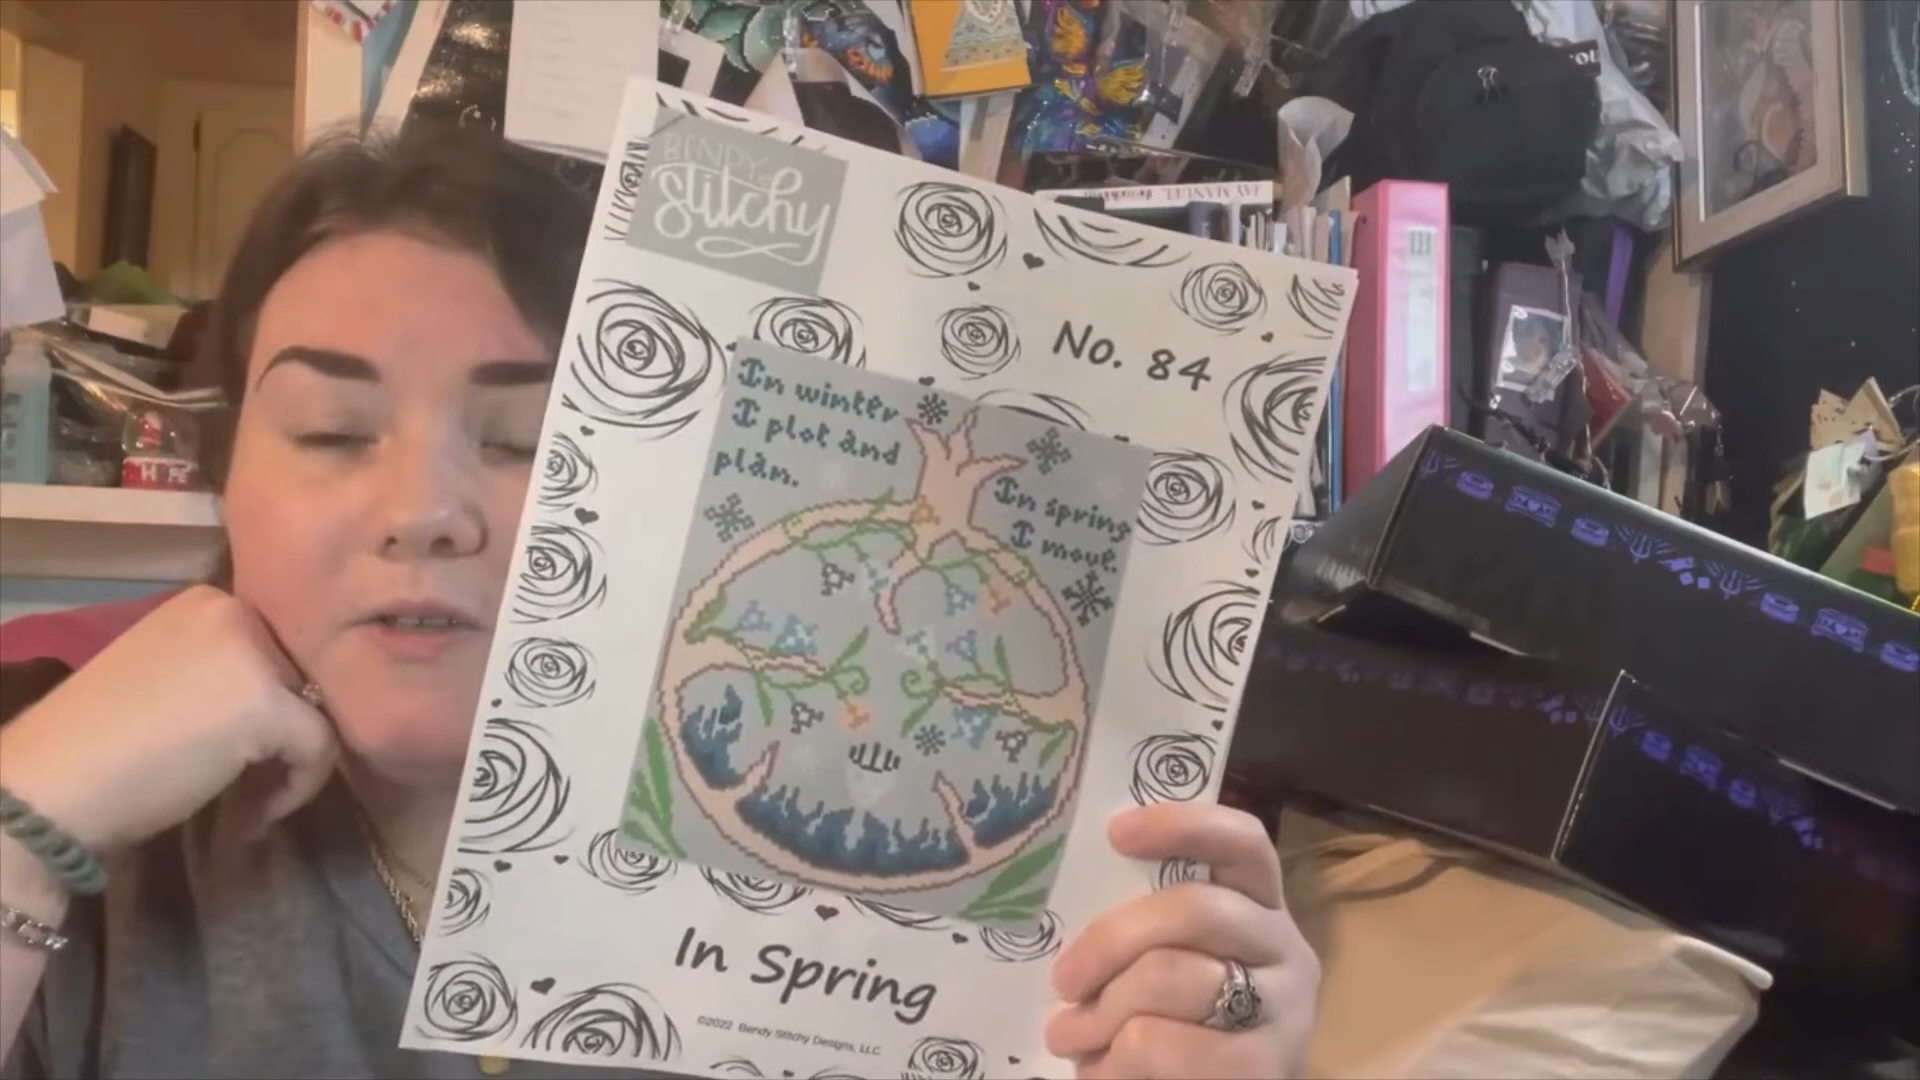 BENDY
Stitchy
No. 84
In winter
I plot and
plan.
In spring
I move.
In Spring
©2022 Bendy Stitchy Designs, LLC